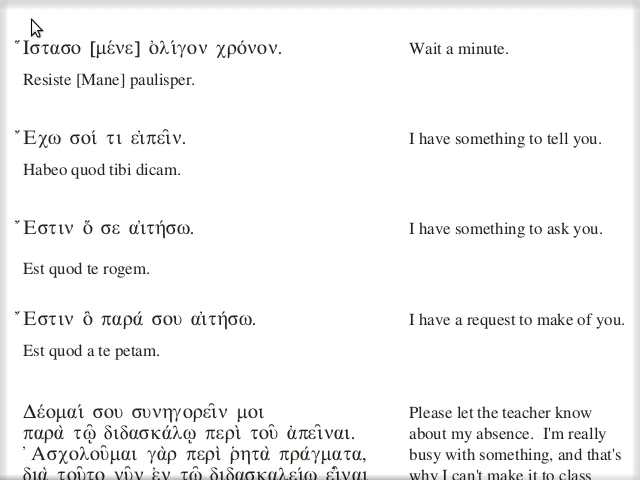 Ἵστασο [μένε] ὀλίγον χρόνον.
Wait a minute.
Resiste [Mane] paulisper.
Ἔχω σοί τι εἰπεῖν.
I have something to tell you.
Habeo quod tibi dicam.
Ἔστιν ὅ σε αἰτήσω.
I have something to ask you.
Est quod te rogem.
Ἔστιν ὃ παρά σου αἰτήσω.
I have a request to make of you.
Est quod a te petam.
Δέομαί σου συνηγορεῖν μοι
παρὰ τῷ διδασκάλῳ περὶ τοῦ ἀπεῖναι.
Ἀσχολοῦμαι γὰρ περὶ ῥητὰ πράγματα,
διὰ τοῦτο νῦν ἐν τῷ διδασκαλείῳ εἶναι
Please let the teacher know
about my absence. I'm really
busy with something, and that's
why I can't make it to class